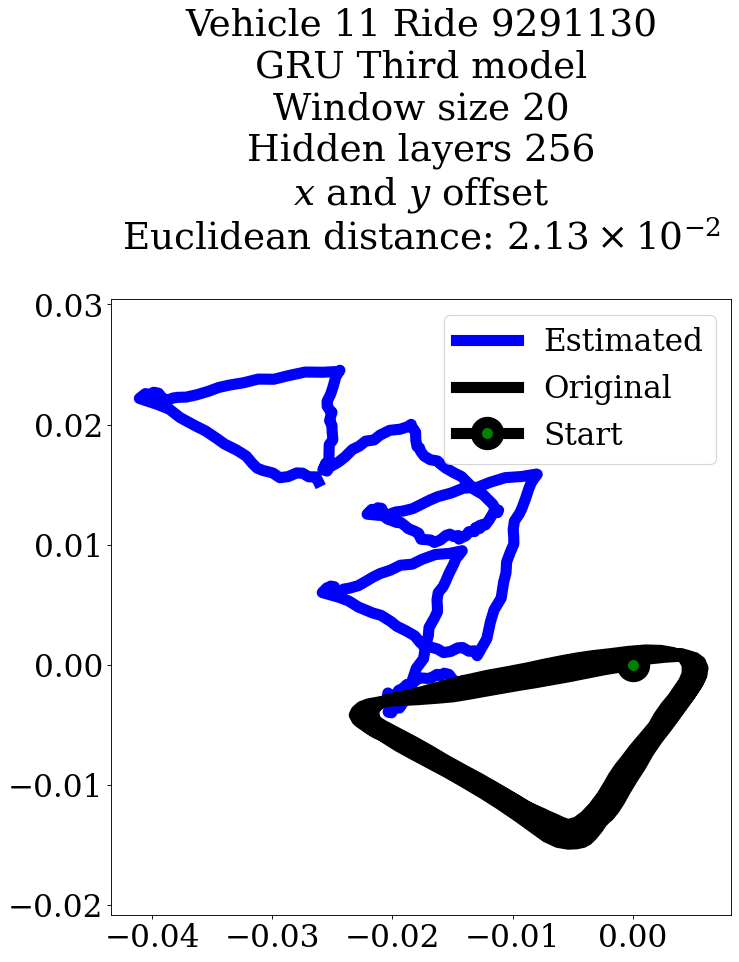 Vehicle 11 Ride 9291130
GRU Third model
Window size 20
Hidden layers 256
x and y offset
Euclidean distance: 2.13 × 10⁻²
Estimated
Original
Start
0.03
0.02
0.01
0.00
−0.01
−0.02
−0.04 −0.03 −0.02 −0.01 0.00